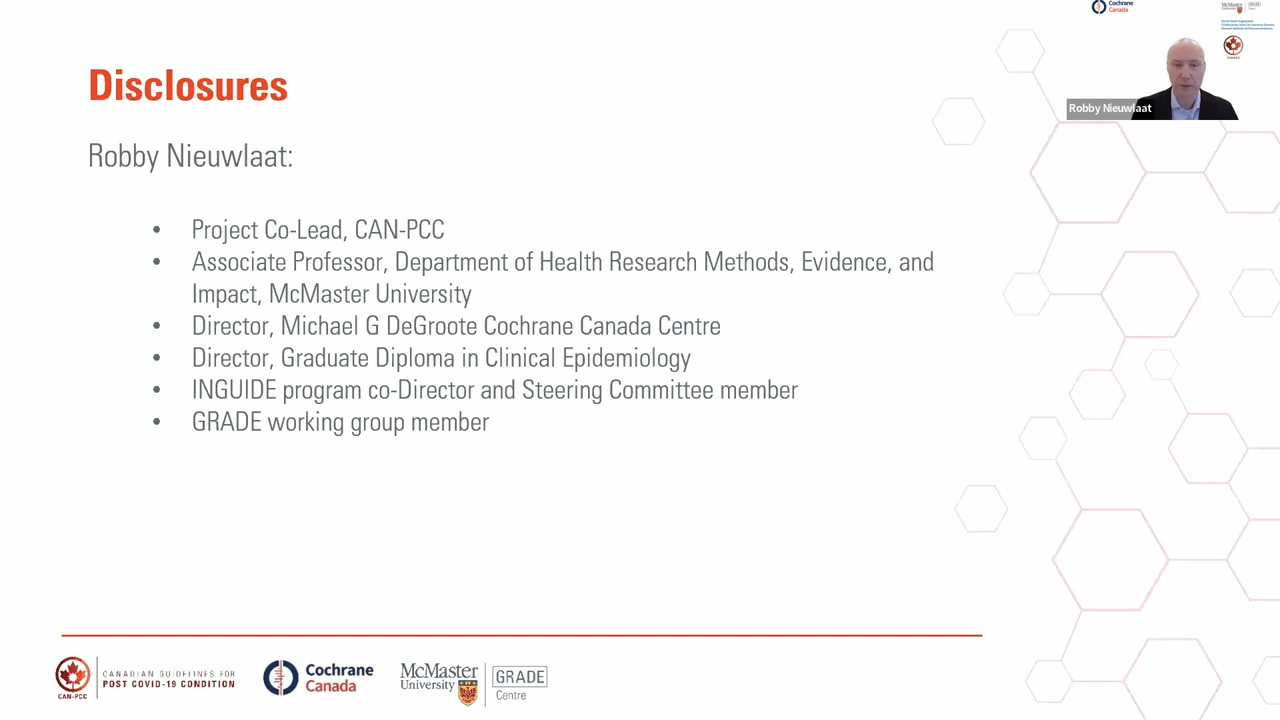 Cochrane
Canada
McMaster
University
GRADE
Disclosures
Robby Nieuwlaat
Robby Nieuwlaat:
• Project Co-Lead, CAN-PCC
• Associate Professor, Department of Health Research Methods, Evidence, and
Impact, McMaster University
• Director, Michael G DeGroote Cochrane Canada Centre
• Director, Graduate Diploma in Clinical Epidemiology
• INGUIDE program co-Director and Steering Committee member
• GRADE working group member
CAN-PCC
CANADIAN GUIDELINES FOR
POST COVID-19 CONDITION
Cochrane
Canada
McMaster
University
GRADE
Centre